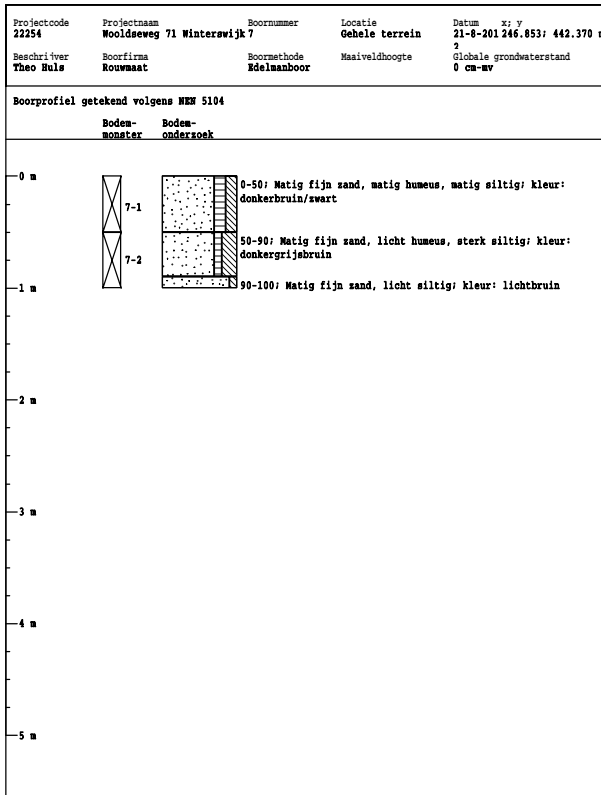 Projectcode Projectnaam Boornummer Locatie Datum x; y
22254 Wooldseweg 71 Winterswijk 7 Gehele terrein 21-8-201 246.853; 442.370
2
Beschrijver Boorfirma Boormethode Maaiveldhoogte Globale grondwaterstand
Theo Huls Rouwmaat Edelmanboor 0 cm-mv
Boorprofiel getekend volgens NEN 5104
Bodem- Bodem-
monster onderzoek
0 m
0-50; Matig fijn zand, matig humeus, matig siltig; kleur:
donkerbruin/zwart
7-1
50-90; Matig fijn zand, licht humeus, sterk siltig; kleur:
donkergrijsbruin
7-2
90-100; Matig fijn zand, licht siltig; kleur: lichtbruin
1 m
2 m
3 m
4 m
5 m